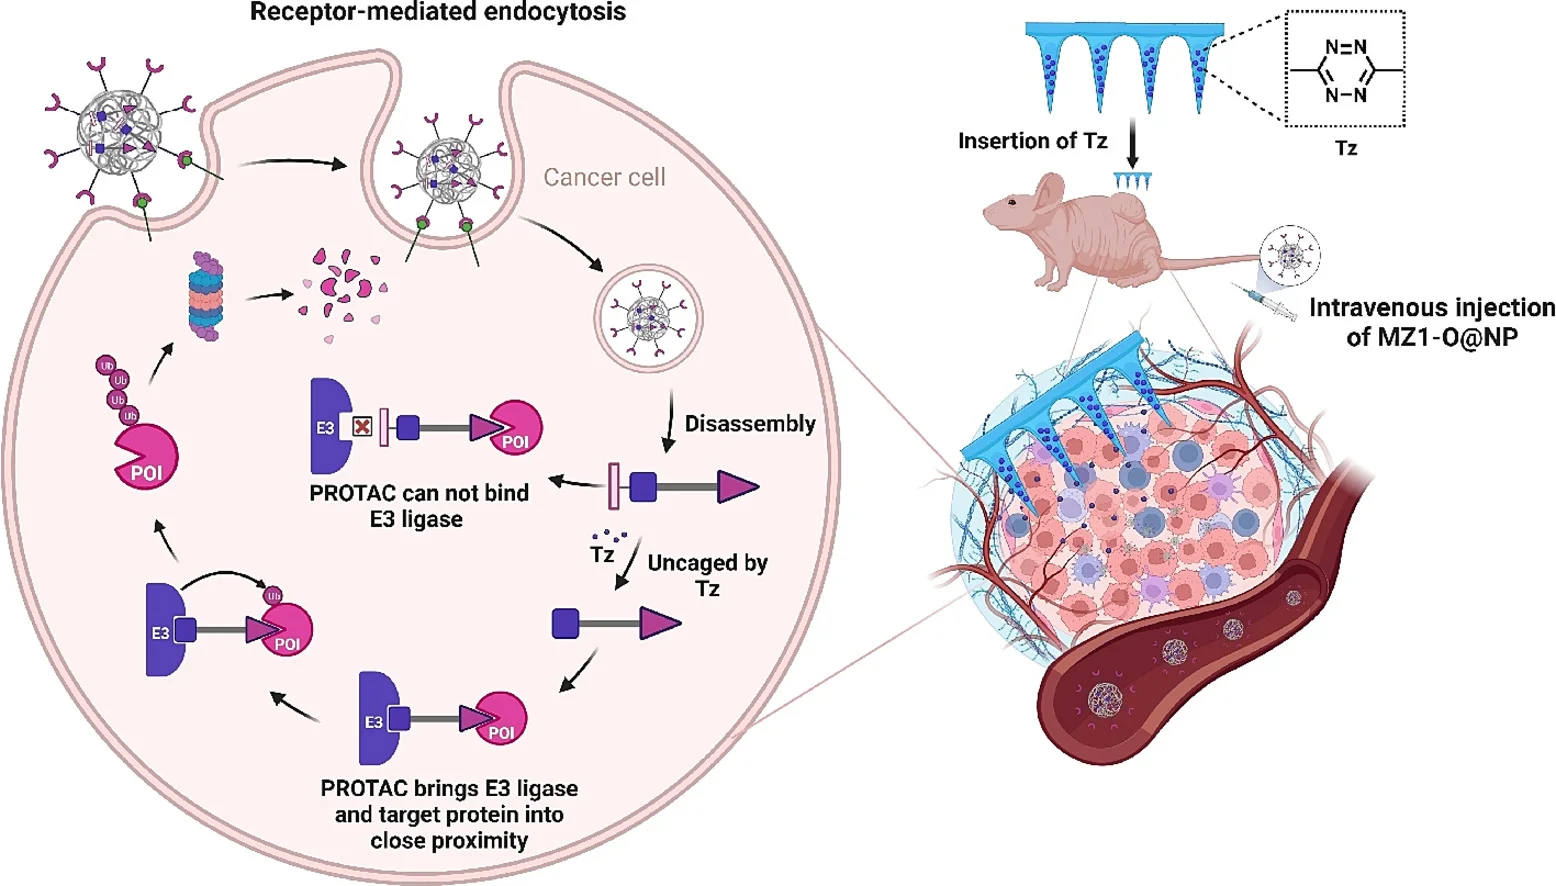 Receptor-mediated endocytosis
Cancer cell
Disassembly
E3
POI
PROTAC can not bind
E3 ligase
Tz
Uncaged by
Tz
E3
POI
PROTAC brings E3 ligase
and target protein into
close proximity
E3
Ub
POI
Ub
Ub
Ub
Ub
POI
N=N
N
N
Tz
Insertion of Tz
Intravenous injection
of MZ1-O@NP